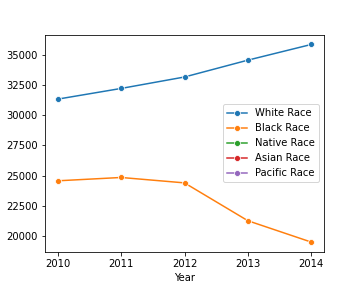 35000
32500
30000
27500
25000
22500
20000
White Race
Black Race
Native Race
Asian Race
Pacific Race
2010 2011 2012 2013 2014
Year